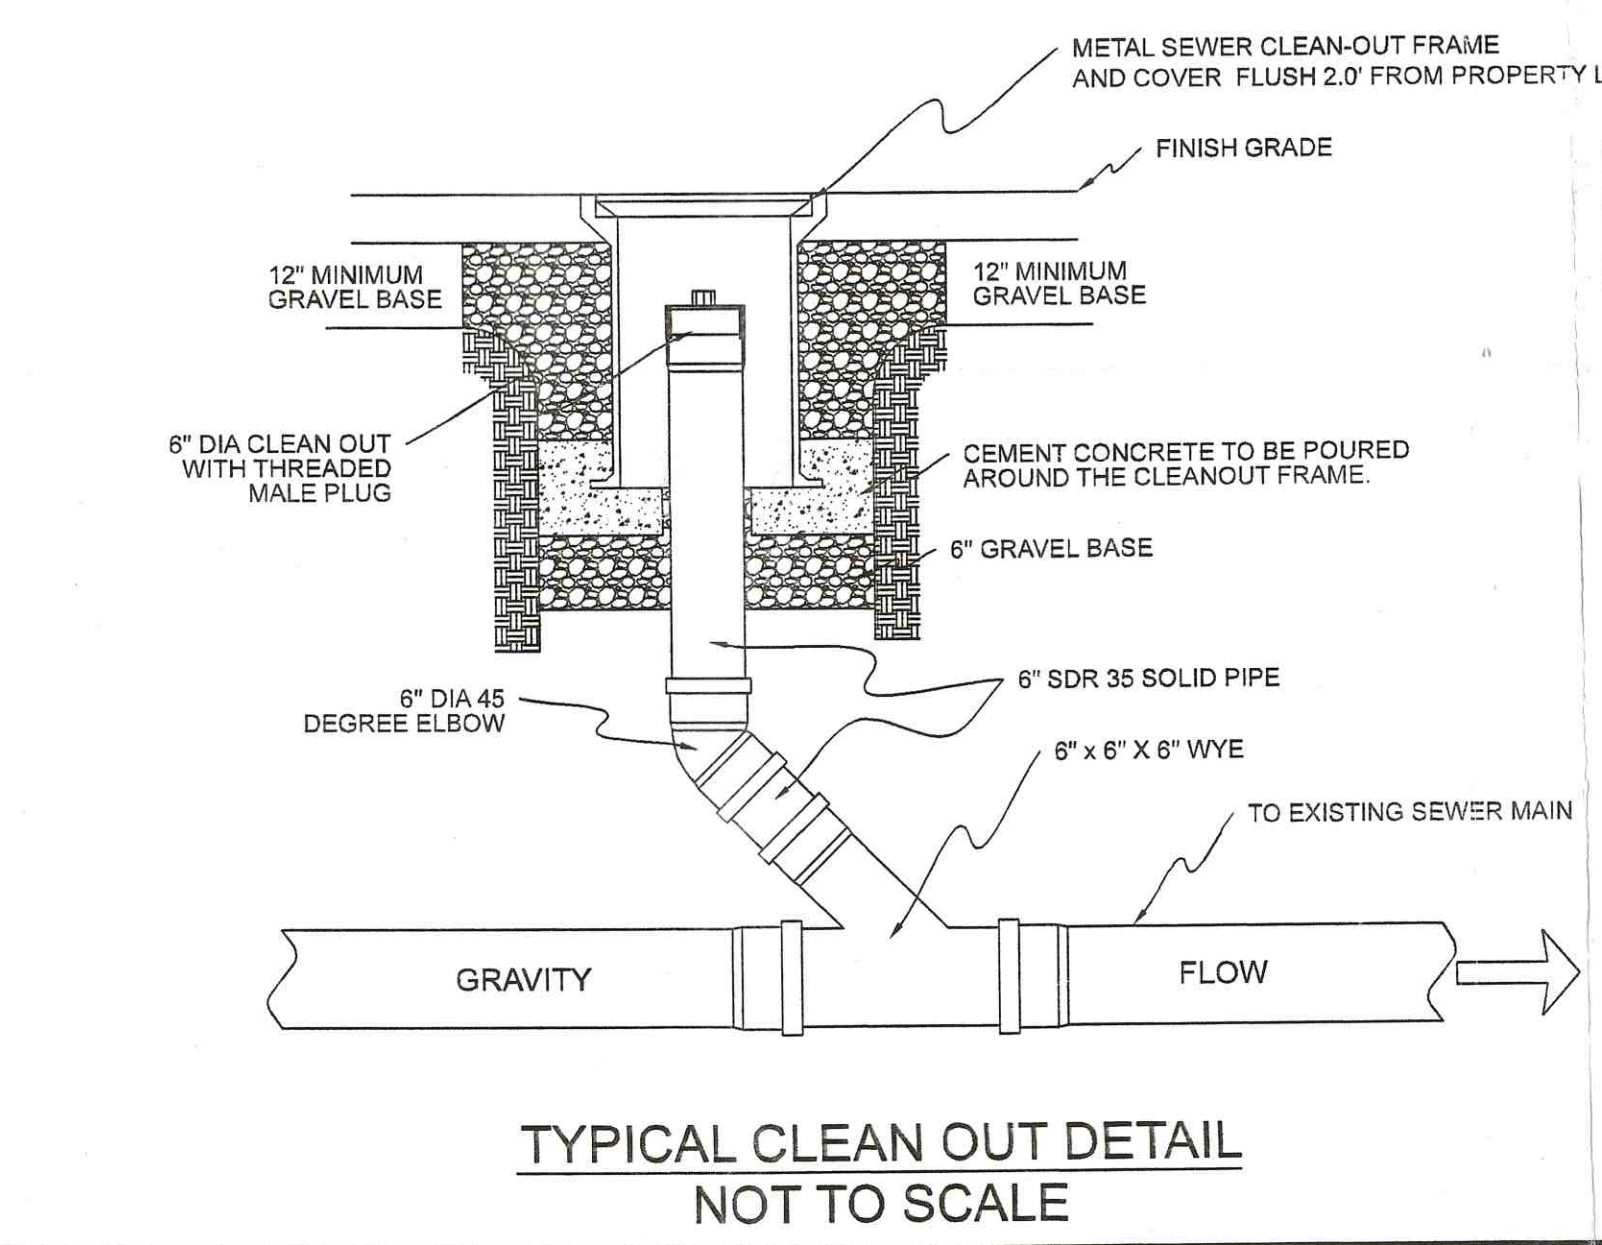 METAL SEWER CLEAN-OUT FRAME
AND COVER FLUSH 2.0' FROM PROPERTY L
FINISH GRADE
12" MINIMUM
GRAVEL BASE
12" MINIMUM
GRAVEL BASE
6" DIA CLEAN OUT
WITH THREADED
MALE PLUG
CEMENT CONCRETE TO BE POURED
AROUND THE CLEANOUT FRAME.
6" GRAVEL BASE
6" SDR 35 SOLID PIPE
6" DIA 45
DEGREE ELBOW
6" x 6" X 6" WYE
TO EXISTING SEWER MAIN
GRAVITY
FLOW
TYPICAL CLEAN OUT DETAIL
NOT TO SCALE